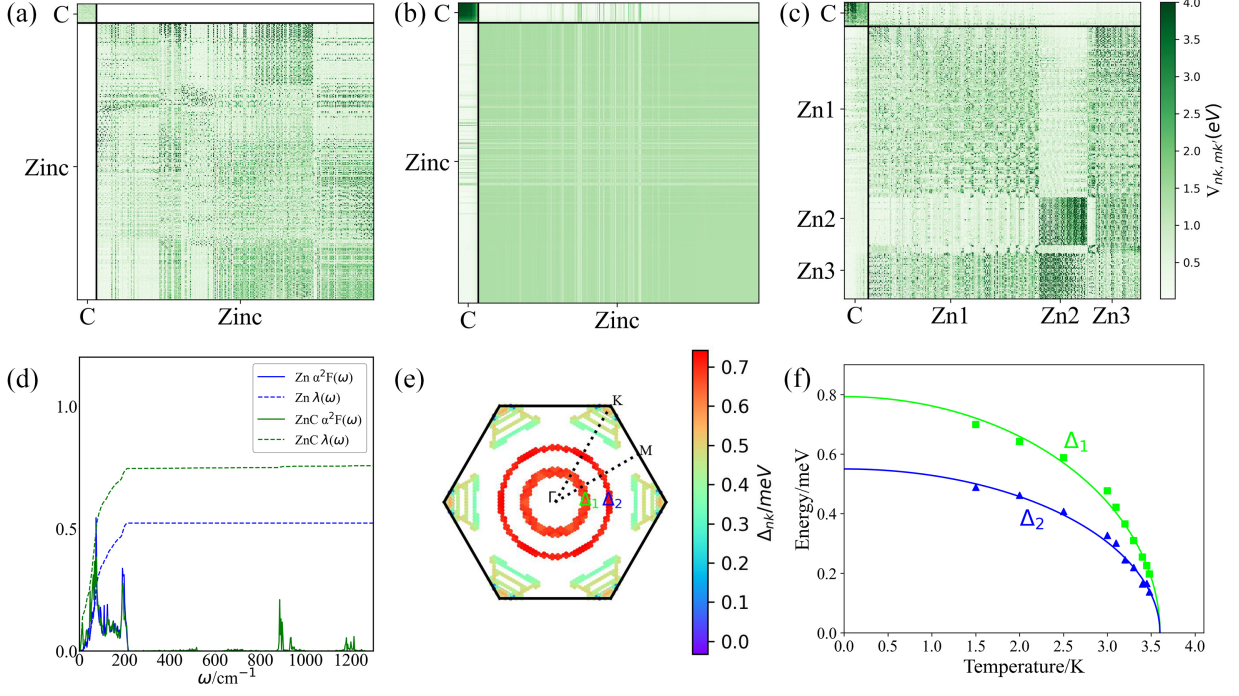 (a)
C
Zinc
C
Zinc
(b)
C
Zinc
C
Zinc
(c)
C
Zn1
Zn2
Zn3
C
Zn1
Zn2
Zn3
4.0
3.5
3.0
2.5
2.0
1.5
1.0
0.5
V_{nk,mk'}(eV)
(d)
1.0
0.5
0.0
0
200
400
600
800
1000
1200
ω/cm⁻¹
Zn α²F(ω)
Zn λ(ω)
ZnC α²F(ω)
ZnC λ(ω)
(e)
K
M
Γ
Δ₁
Δ₂
0.7
0.6
0.5
0.4
0.3
0.2
0.1
0.0
Δ_{nk}/meV
(f)
Energy/meV
0.8
0.6
0.4
0.2
0.0
Δ₁
Δ₂
0.0
0.5
1.0
1.5
2.0
2.5
3.0
3.5
4.0
Temperature/K